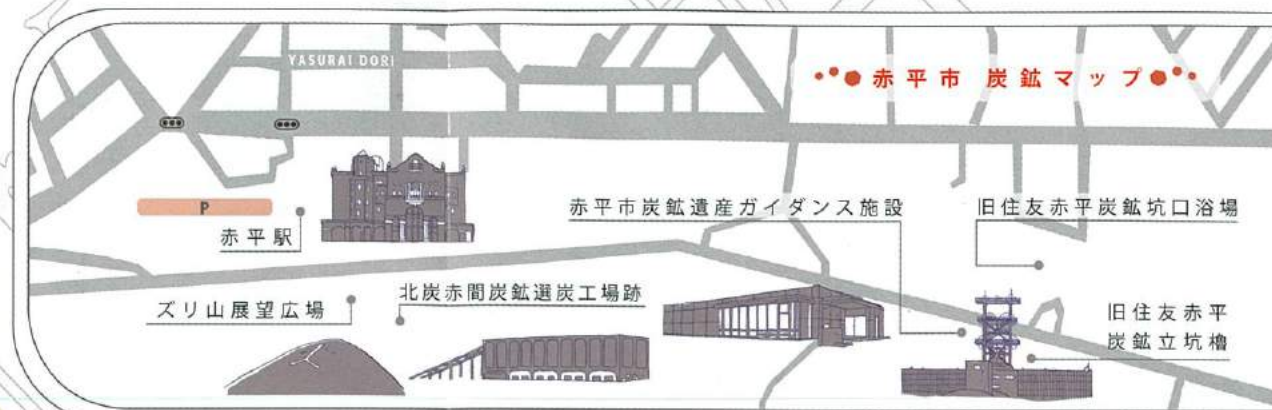 YASURAI DORI
赤平市 炭鉱マップ
P
赤平駅
赤平市炭鉱遺産ガイダンス施設
旧住友赤平炭鉱坑口浴場
ズリ山展望広場
北炭赤間炭鉱選炭工場跡
旧住友赤平
炭鉱立坑櫓